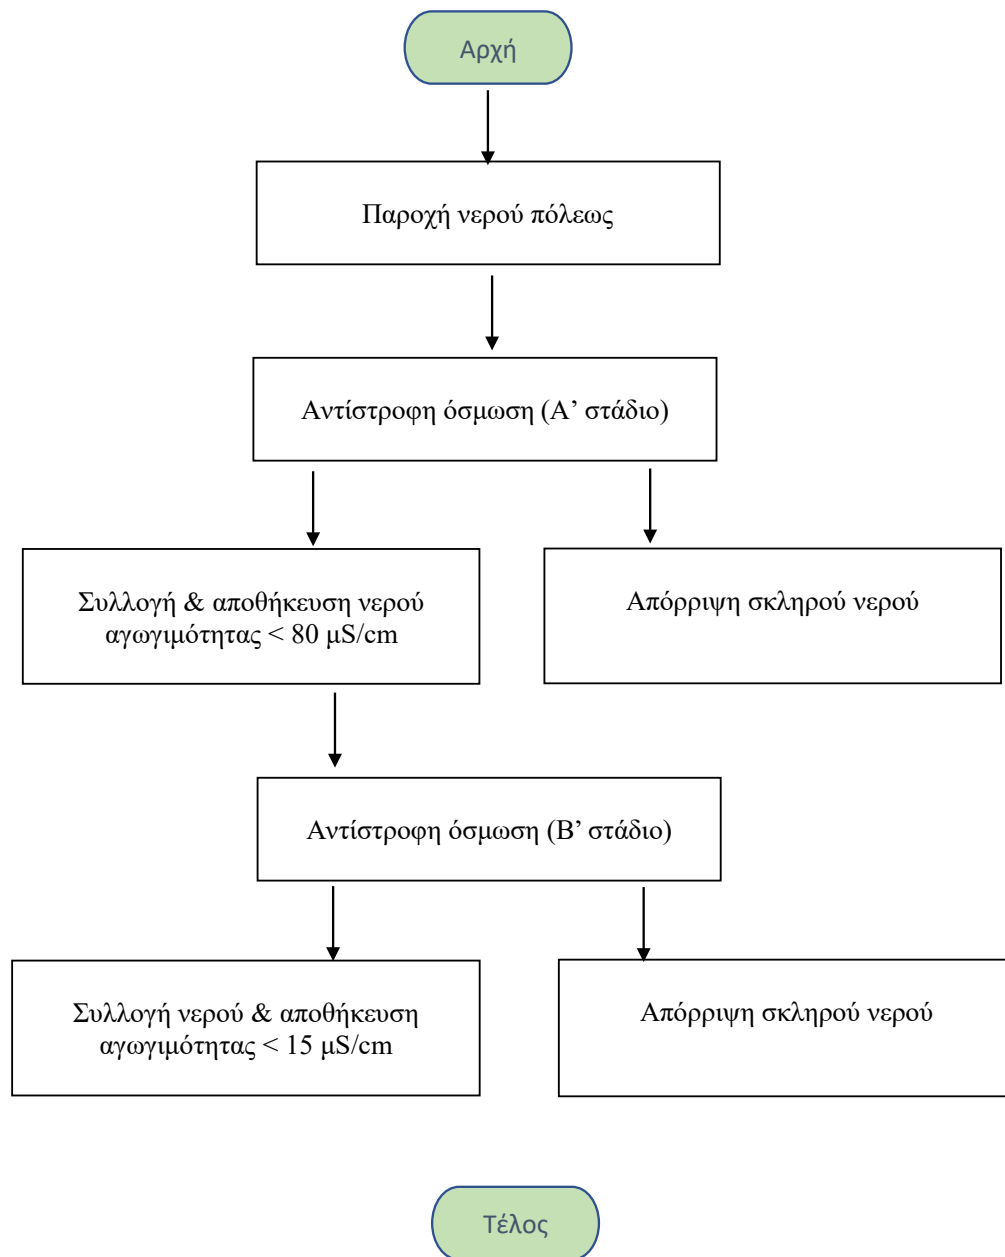 Αρχή
Παροχή νερού πόλεως
Αντίστροφη όσμωση (Α’ στάδιο)
Συλλογή & αποθήκευση νερού
αγωγιμότητας < 80 μS/cm
Απόρριψη σκληρού νερού
Αντίστροφη όσμωση (Β’ στάδιο)
Συλλογή νερού & αποθήκευση
αγωγιμότητας < 15 μS/cm
Απόρριψη σκληρού νερού
Τέλος